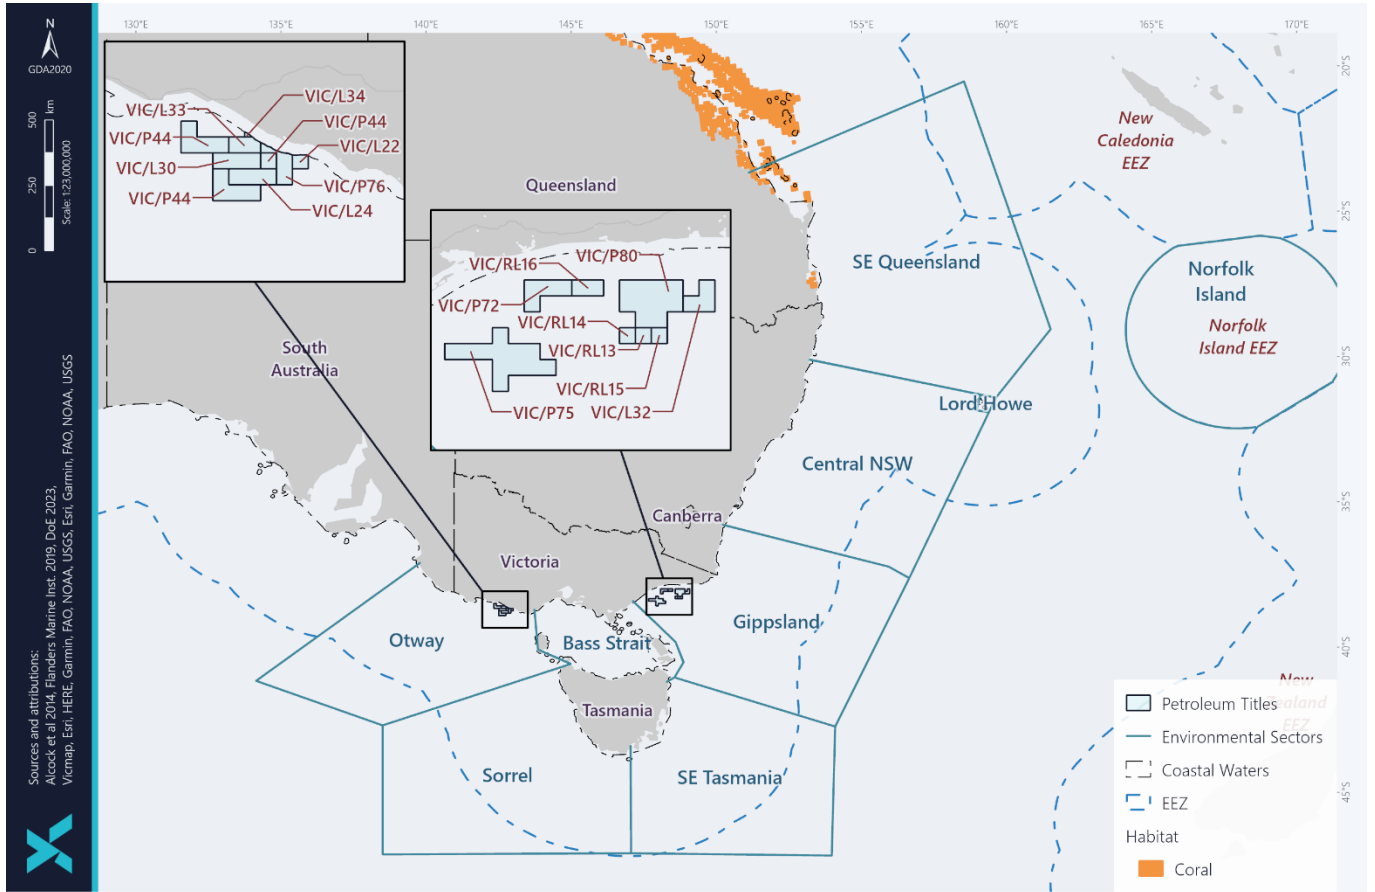 N
GDA2020
km
500
250
0
Scale: 1:23,000,000
Sources and attributions:
Alcock et al 2014, Flanders Marine Inst. 2019, DoE 2023,
Vicmap, Esri, HERE, Garmin, FAO, NOAA, USGS, Esri, Garmin, FAO, NOAA, USGS
130°E
135°E
140°E
145°E
150°E
155°E
160°E
165°E
170°E
20°S
25°S
30°S
35°S
40°S
45°S
VIC/L33
VIC/L34
VIC/P44
VIC/P44
VIC/L22
VIC/L30
VIC/P76
VIC/P44
VIC/L24
VIC/RL16
VIC/P80
VIC/P72
VIC/RL14
VIC/RL13
VIC/RL15
VIC/P75
VIC/L32
Queensland
South
Australia
Canberra
Victoria
Tasmania
New
Caledonia
EEZ
SE Queensland
Norfolk
Island
Norfolk
Island EEZ
Lord Howe
Central NSW
Gippsland
Otway
Bass Strait
Sorrel
SE Tasmania
New
Zealand
EEZ
Petroleum Titles
Environmental Sectors
Coastal Waters
EEZ
Habitat
Coral